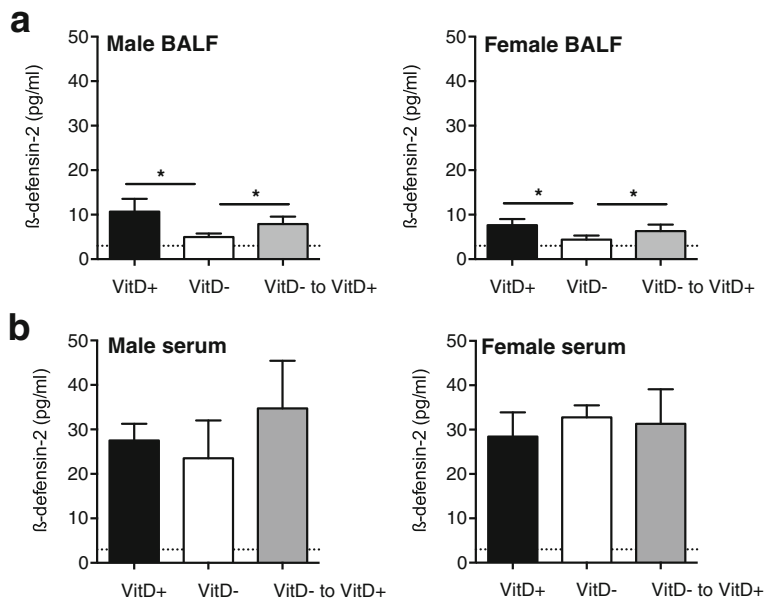 a
Male BALF
Female BALF
ß-defensin-2 (pg/ml)
50
40
30
20
10
0
*
*
VitD+
VitD-
VitD- to VitD+
ß-defensin-2 (pg/ml)
50
40
30
20
10
0
*
*
VitD+
VitD-
VitD- to VitD+
b
Male serum
Female serum
ß-defensin-2 (pg/ml)
50
40
30
20
10
0
VitD+
VitD-
VitD- to VitD+
ß-defensin-2 (pg/ml)
50
40
30
20
10
0
VitD+
VitD-
VitD- to VitD+